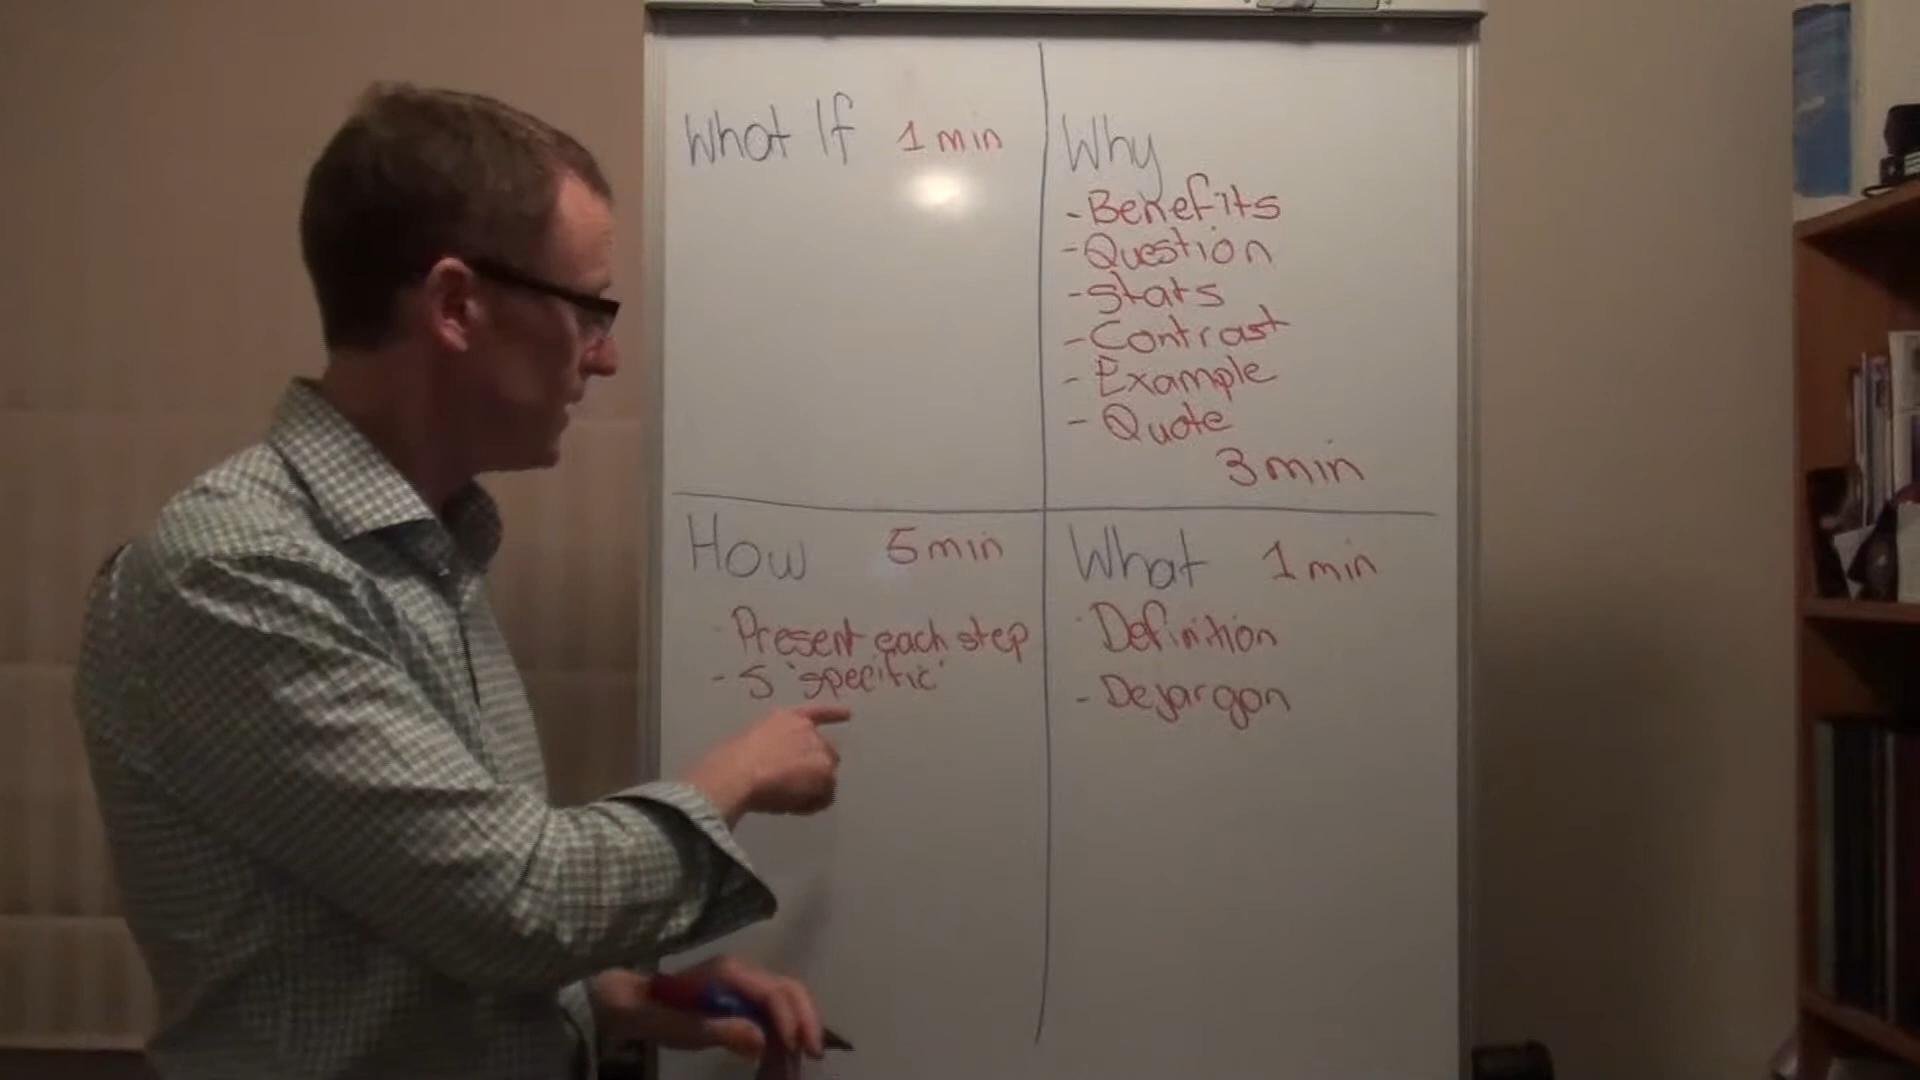 What If 1 min
Why
- Benefits
- Question
- Stats
- Contrast
- Example
- Quote
3 min
How 5 min
Present each step
- 5 'specific'
What 1 min
Definition
- Dejargon